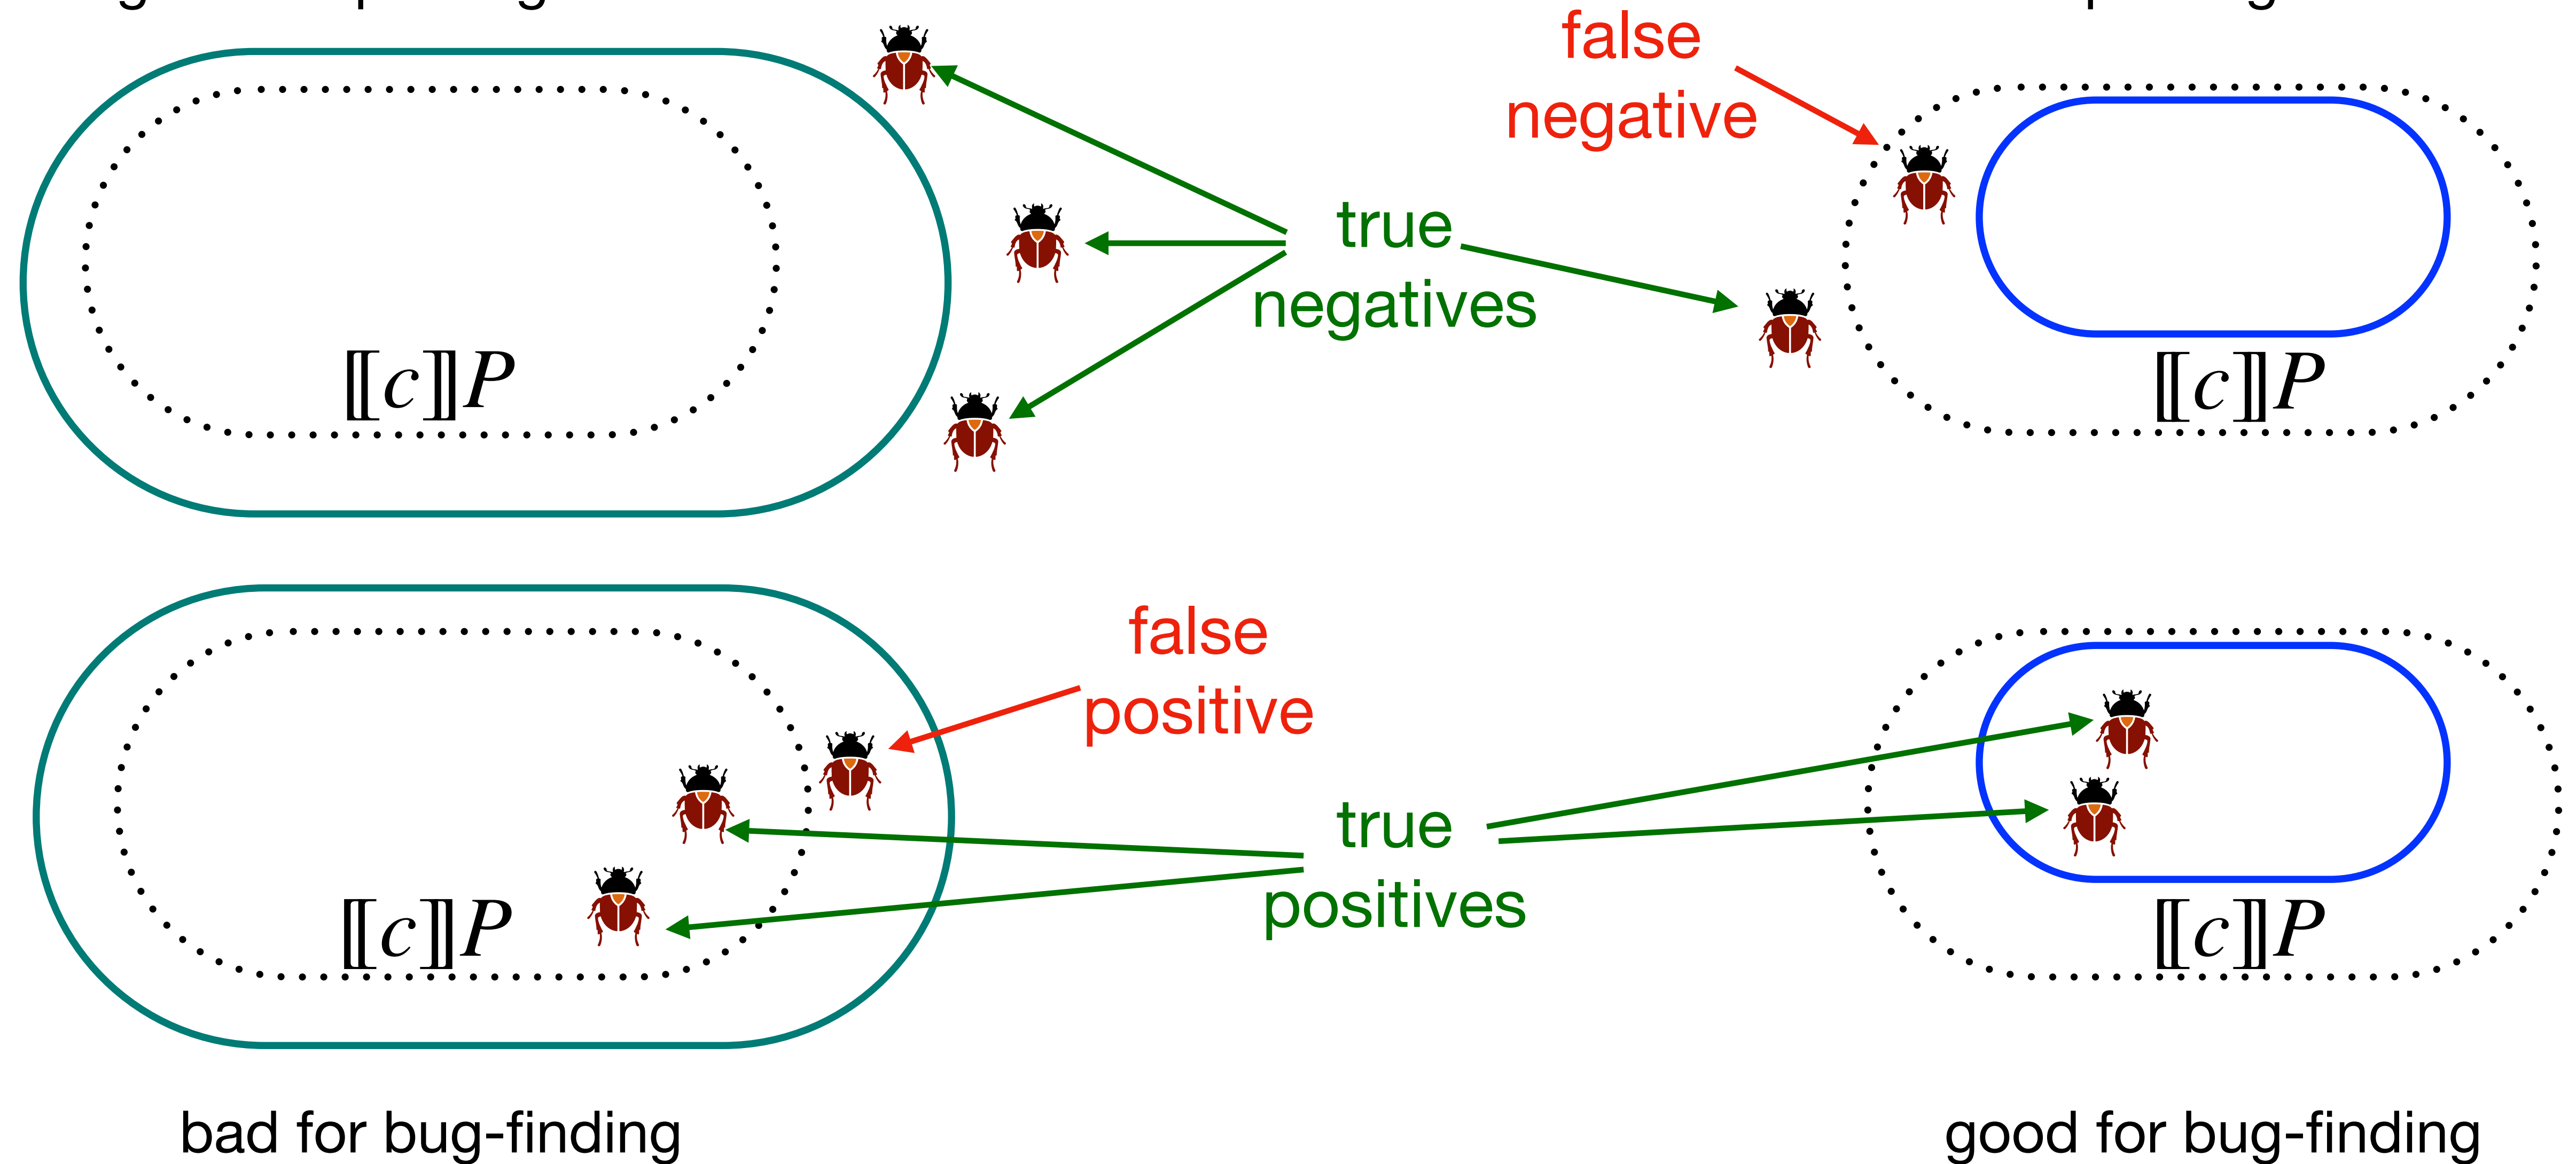 false
negative
true
negatives
⟦c⟧P
⟦c⟧P
false
positive
true
positives
⟦c⟧P
⟦c⟧P
bad for bug-finding
good for bug-finding